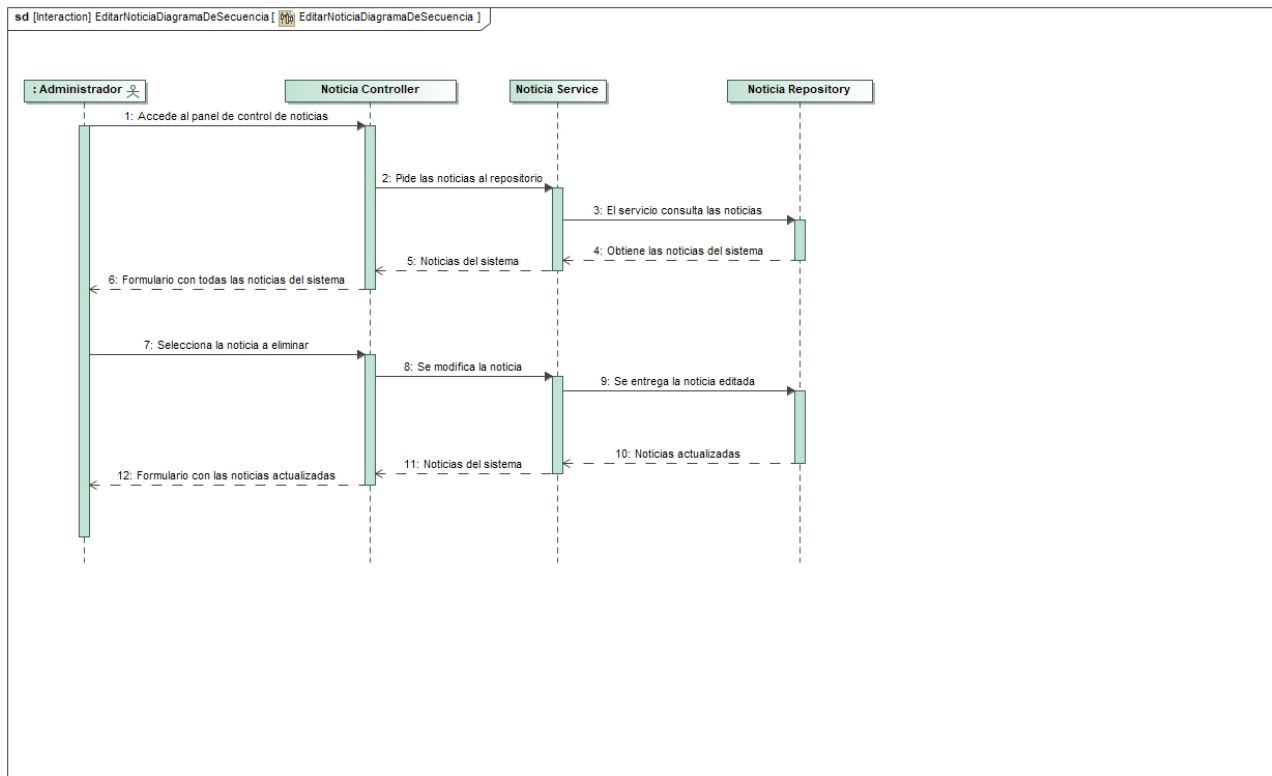 sd [Interaction] EditarNoticiaDiagramaDeSecuencia [ EditarNoticiaDiagramaDeSecuencia ]
: Administrador
Noticia Controller
Noticia Service
Noticia Repository
1: Accede al panel de control de noticias
2: Pide las noticias al repositorio
3: El servicio consulta las noticias
4: Obtiene las noticias del sistema
5: Noticias del sistema
6: Formulario con todas las noticias del sistema
7: Selecciona la noticia a eliminar
8: Se modifica la noticia
9: Se entrega la noticia editada
10: Noticias actualizadas
11: Noticias del sistema
12: Formulario con las noticias actualizadas